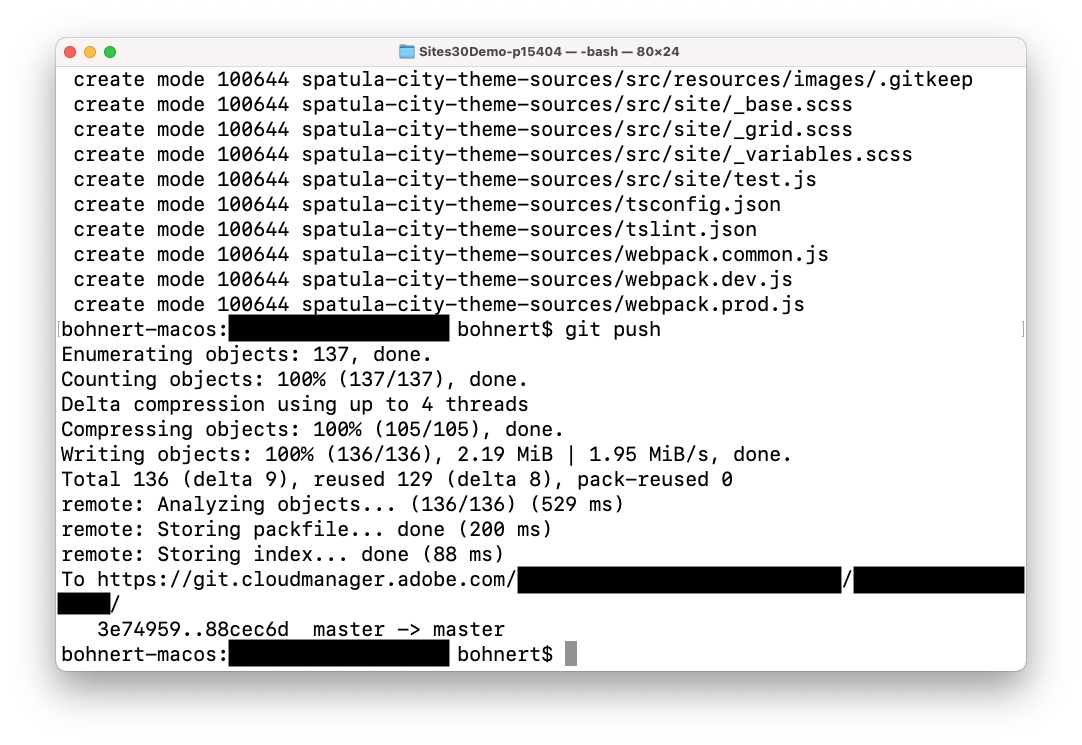 Sites30Demo-p15404 — -bash — 80×24
create mode 100644 spatula-city-theme-sources/src/resources/images/.gitkeep
create mode 100644 spatula-city-theme-sources/src/site/_base.scss
create mode 100644 spatula-city-theme-sources/src/site/_grid.scss
create mode 100644 spatula-city-theme-sources/src/site/_variables.scss
create mode 100644 spatula-city-theme-sources/src/site/test.js
create mode 100644 spatula-city-theme-sources/tsconfig.json
create mode 100644 spatula-city-theme-sources/tslint.json
create mode 100644 spatula-city-theme-sources/webpack.common.js
create mode 100644 spatula-city-theme-sources/webpack.dev.js
create mode 100644 spatula-city-theme-sources/webpack.prod.js
[bohnert-macos: bohnert$ git push ]
Enumerating objects: 137, done.
Counting objects: 100% (137/137), done.
Delta compression using up to 4 threads
Compressing objects: 100% (105/105), done.
Writing objects: 100% (136/136), 2.19 MiB | 1.95 MiB/s, done.
Total 136 (delta 9), reused 129 (delta 8), pack-reused 0
remote: Analyzing objects... (136/136) (529 ms)
remote: Storing packfile... done (200 ms)
remote: Storing index... done (88 ms)
To https://git.cloudmanager.adobe.com/ /
/
3e74959..88cec6d  master -> master
bohnert-macos: bohnert$